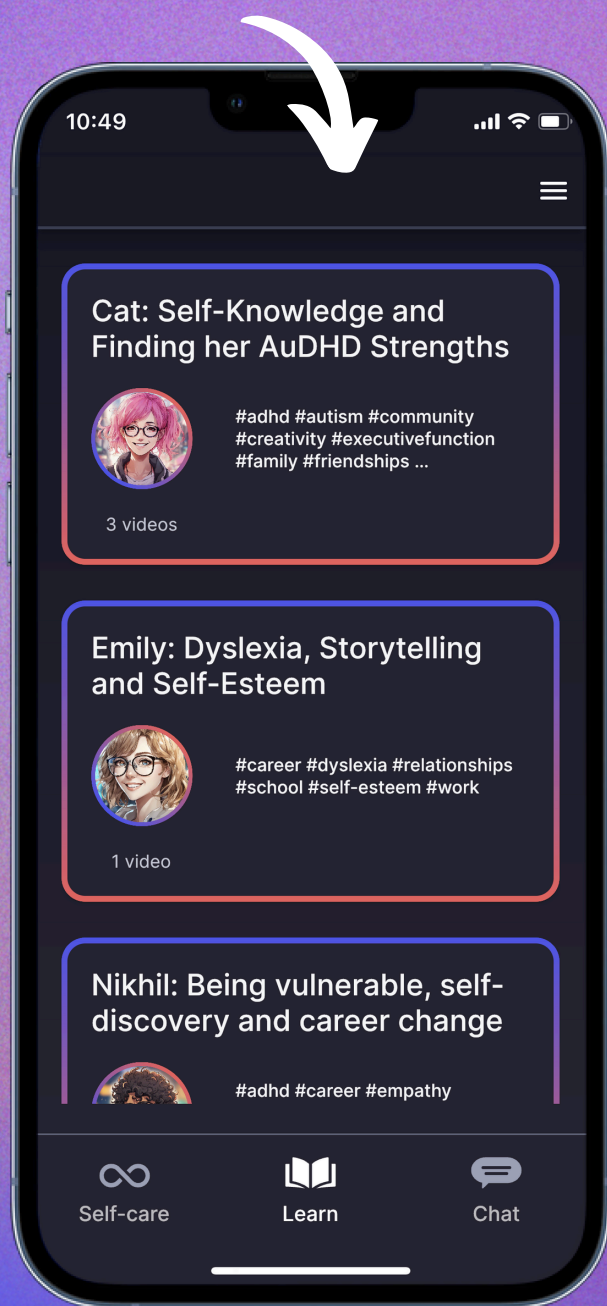 10:49
Cat: Self-Knowledge and
Finding her AuDHD Strengths
#adhd #autism #community
#creativity #executivefunction
#family #friendships ...
3 videos
Emily: Dyslexia, Storytelling
and Self-Esteem
#career #dyslexia #relationships
#school #self-esteem #work
1 video
Nikhil: Being vulnerable, self-
discovery and career change
#adhd #career #empathy
Self-care
Learn
Chat